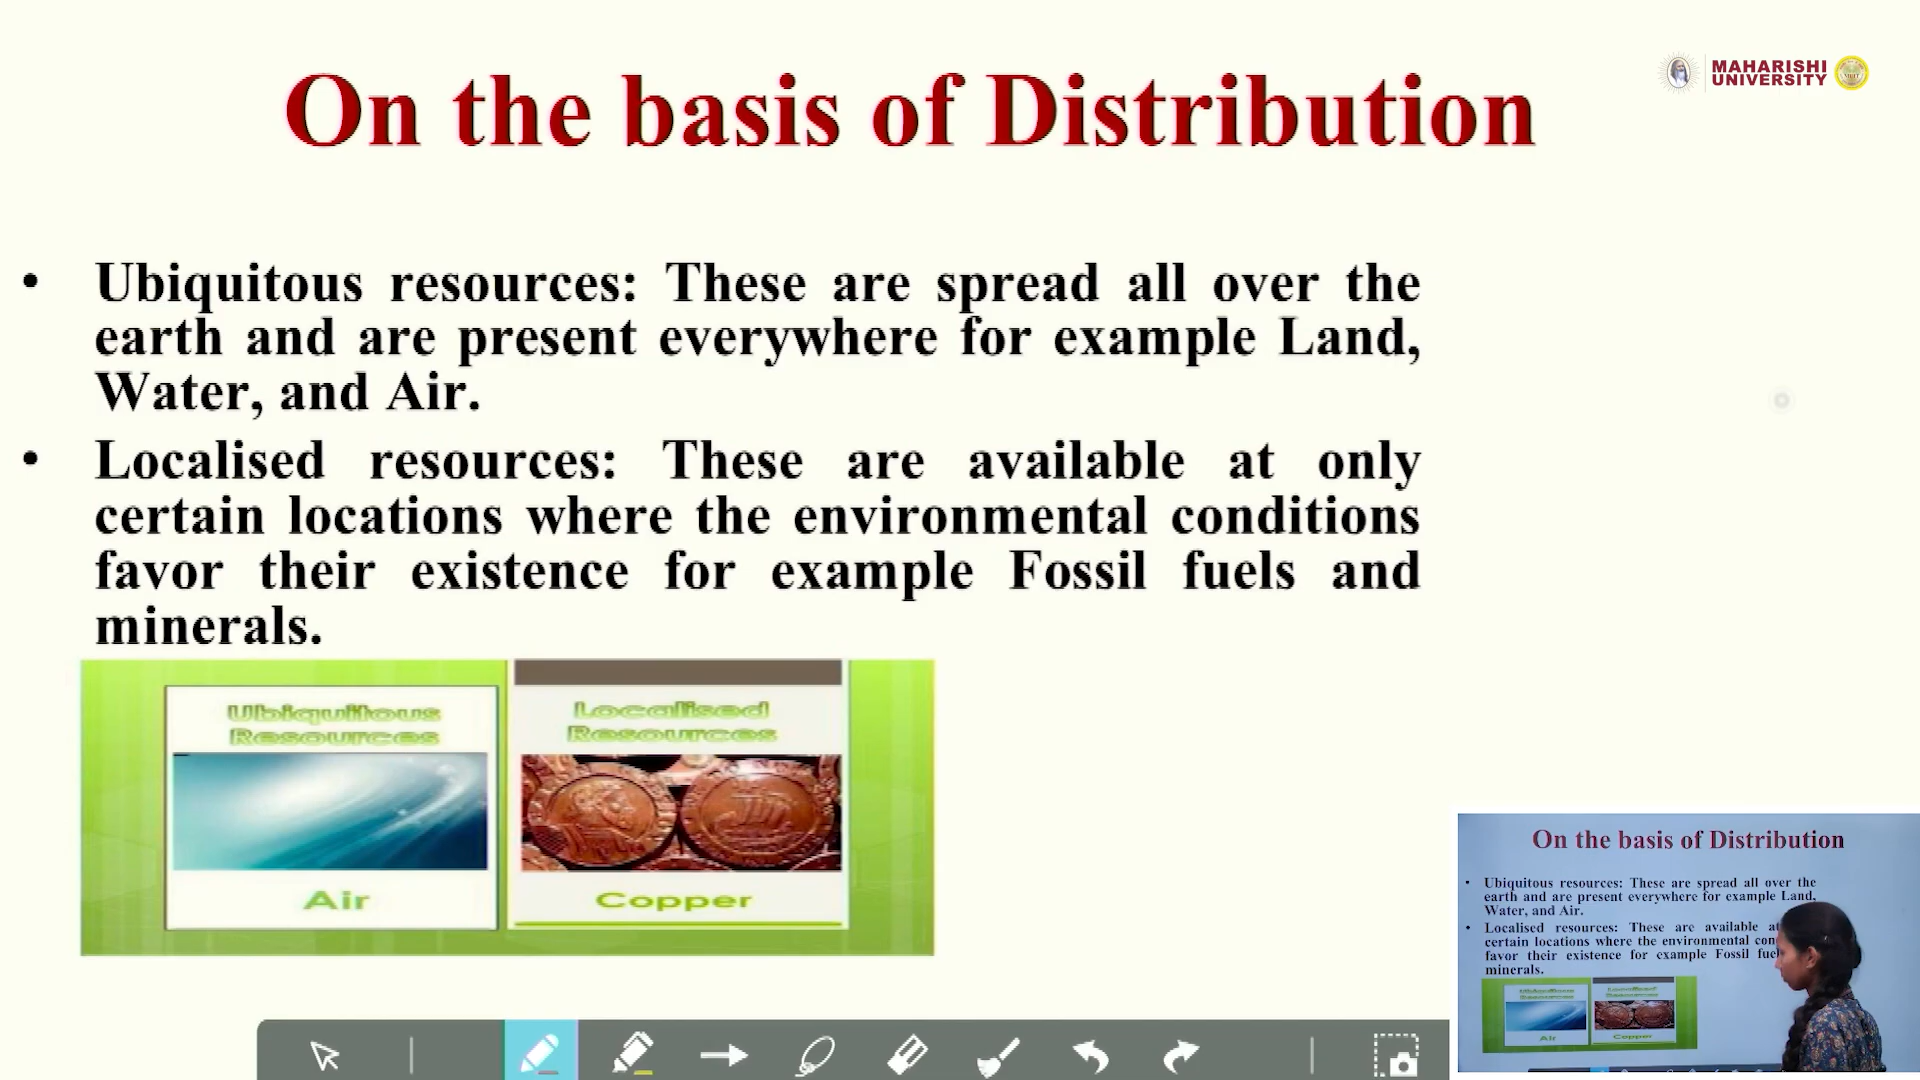 On the basis of Distribution
MAHARISHI
UNIVERSITY
• Ubiquitous resources: These are spread all over the
earth and are present everywhere for example Land,
Water, and Air.
• Localised resources: These are available at only
certain locations where the environmental conditions
favor their existence for example Fossil fuels and
minerals.
Ubiquitous
Resources
Localised
Resources
Air
Copper
On the basis of Distribution
• Ubiquitous resources: These are spread all over the
earth and are present everywhere for example Land,
Water, and Air.
• Localised resources: These are available at
certain locations where the environmental con
favor their existence for example Fossil fuel
minerals.
Ubiquitous
Resources
Localised
Resources
Air
Copper